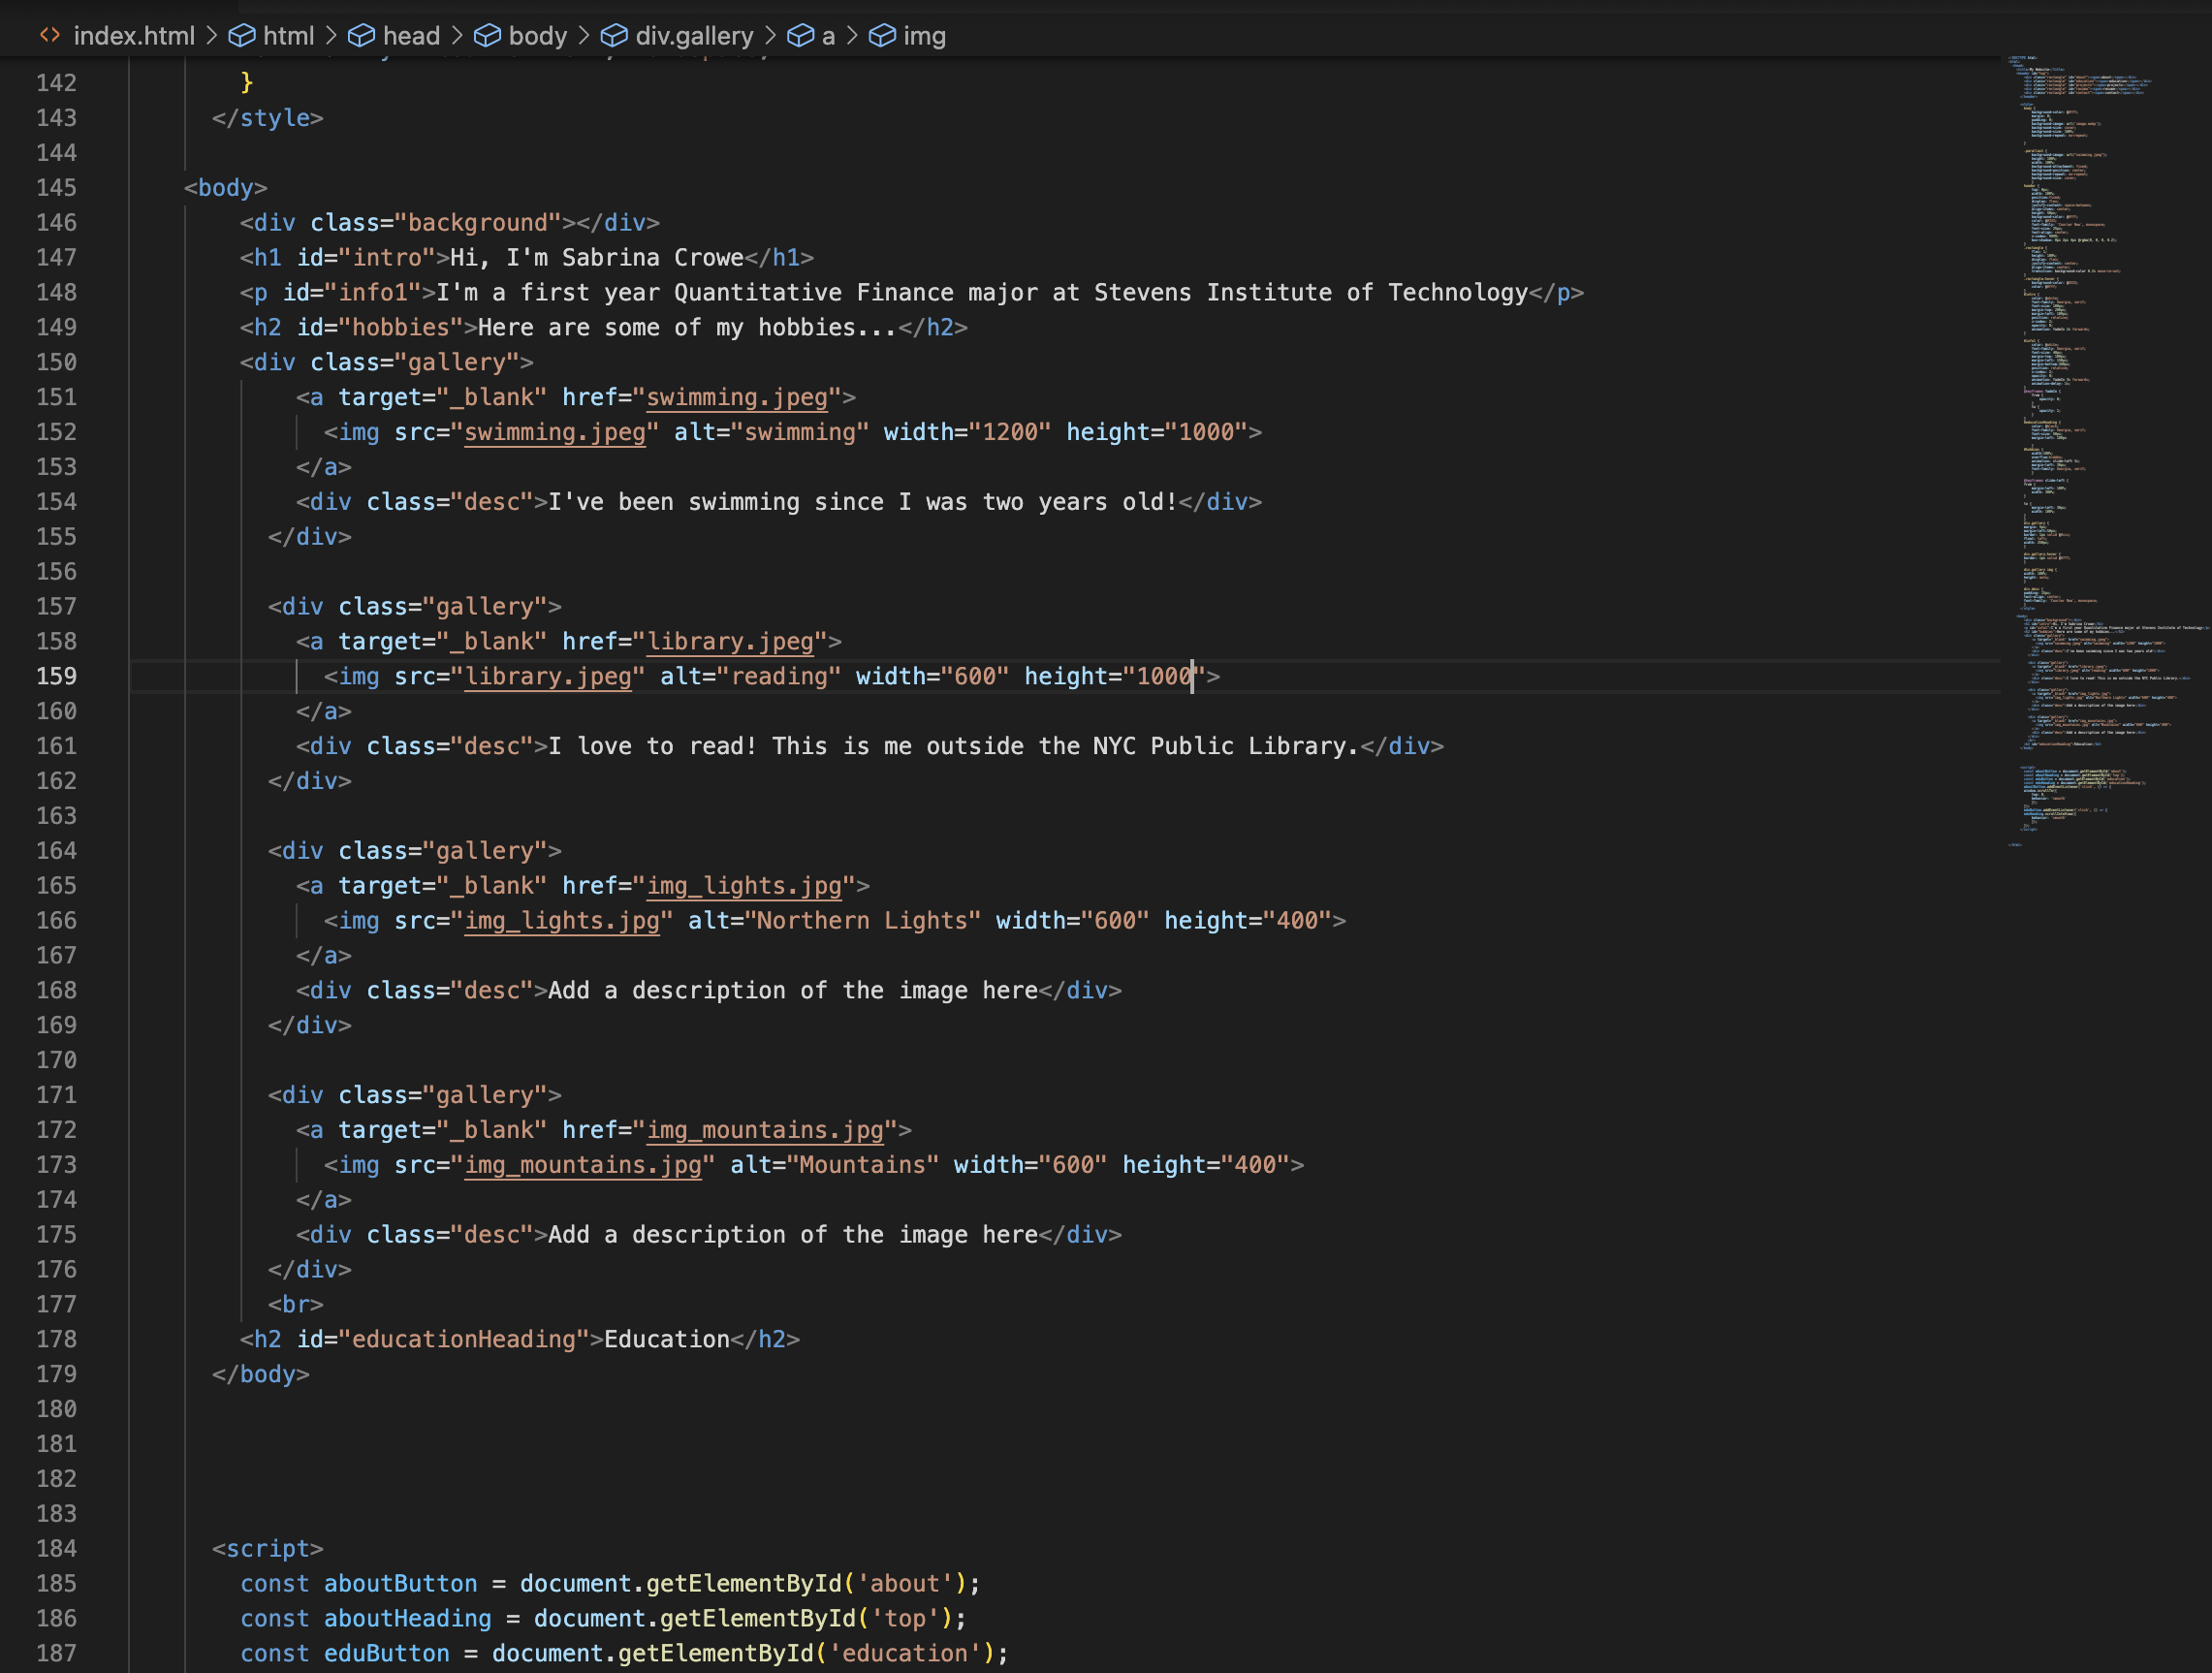 index.html > html > head > body > div.gallery > a > img
142 }
143 </style>
144
145 <body>
146 <div class="background"></div>
147 <h1 id="intro">Hi, I'm Sabrina Crowe</h1>
148 <p id="info1">I'm a first year Quantitative Finance major at Stevens Institute of Technology</p>
149 <h2 id="hobbies">Here are some of my hobbies...</h2>
150 <div class="gallery">
151 <a target="_blank" href="swimming.jpeg">
152 <img src="swimming.jpeg" alt="swimming" width="1200" height="1000">
153 </a>
154 <div class="desc">I've been swimming since I was two years old!</div>
155 </div>
156
157 <div class="gallery">
158 <a target="_blank" href="library.jpeg">
159 <img src="library.jpeg" alt="reading" width="600" height="1000">
160 </a>
161 <div class="desc">I love to read! This is me outside the NYC Public Library.</div>
162 </div>
163
164 <div class="gallery">
165 <a target="_blank" href="img_lights.jpg">
166 <img src="img_lights.jpg" alt="Northern Lights" width="600" height="400">
167 </a>
168 <div class="desc">Add a description of the image here</div>
169 </div>
170
171 <div class="gallery">
172 <a target="_blank" href="img_mountains.jpg">
173 <img src="img_mountains.jpg" alt="Mountains" width="600" height="400">
174 </a>
175 <div class="desc">Add a description of the image here</div>
176 </div>
177 <br>
178 <h2 id="educationHeading">Education</h2>
179 </body>
180
181
182
183
184 <script>
185 const aboutButton = document.getElementById('about');
186 const aboutHeading = document.getElementById('top');
187 const eduButton = document.getElementById('education');